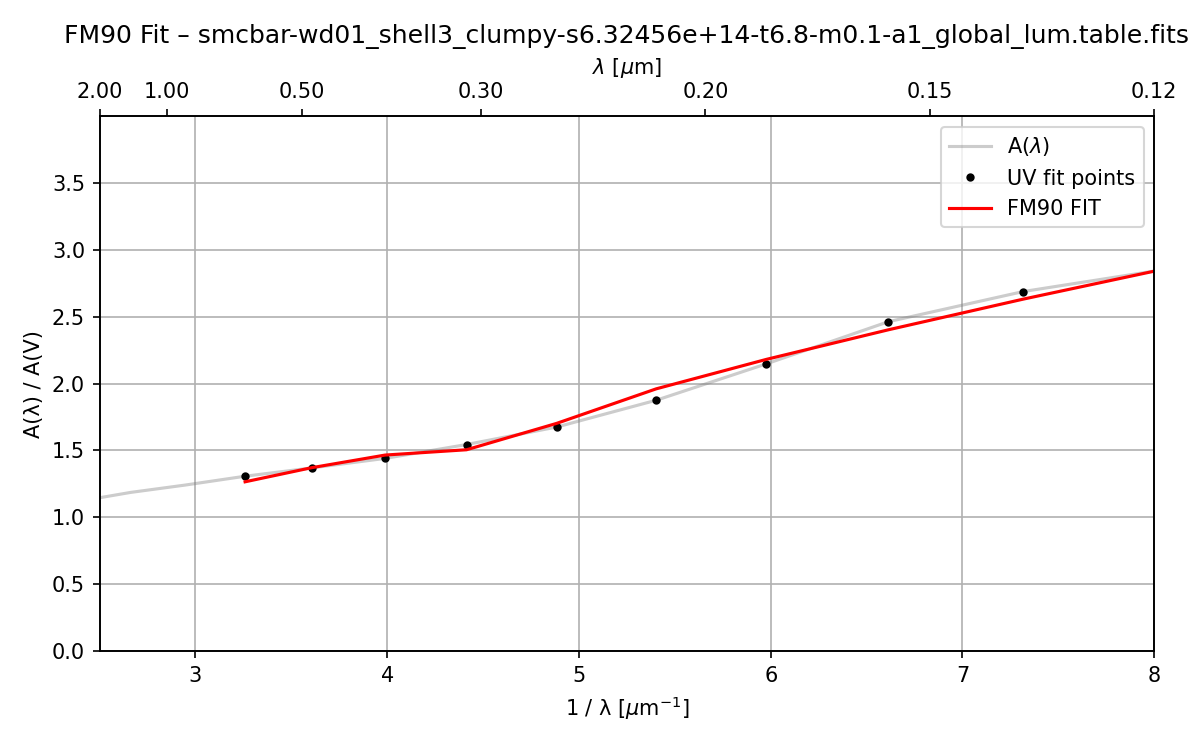 FM90 Fit – smcbar-wd01_shell3_clumpy-s6.32456e+14-t6.8-m0.1-a1_global_lum.table.fits
λ [μm]
2.00 1.00 0.50 0.30 0.20 0.15 0.12
A(λ)
UV fit points
FM90 FIT
3.5
3.0
2.5
2.0
1.5
1.0
0.5
0.0
A(λ) / A(V)
3 4 5 6 7 8
1 / λ [μm⁻¹]